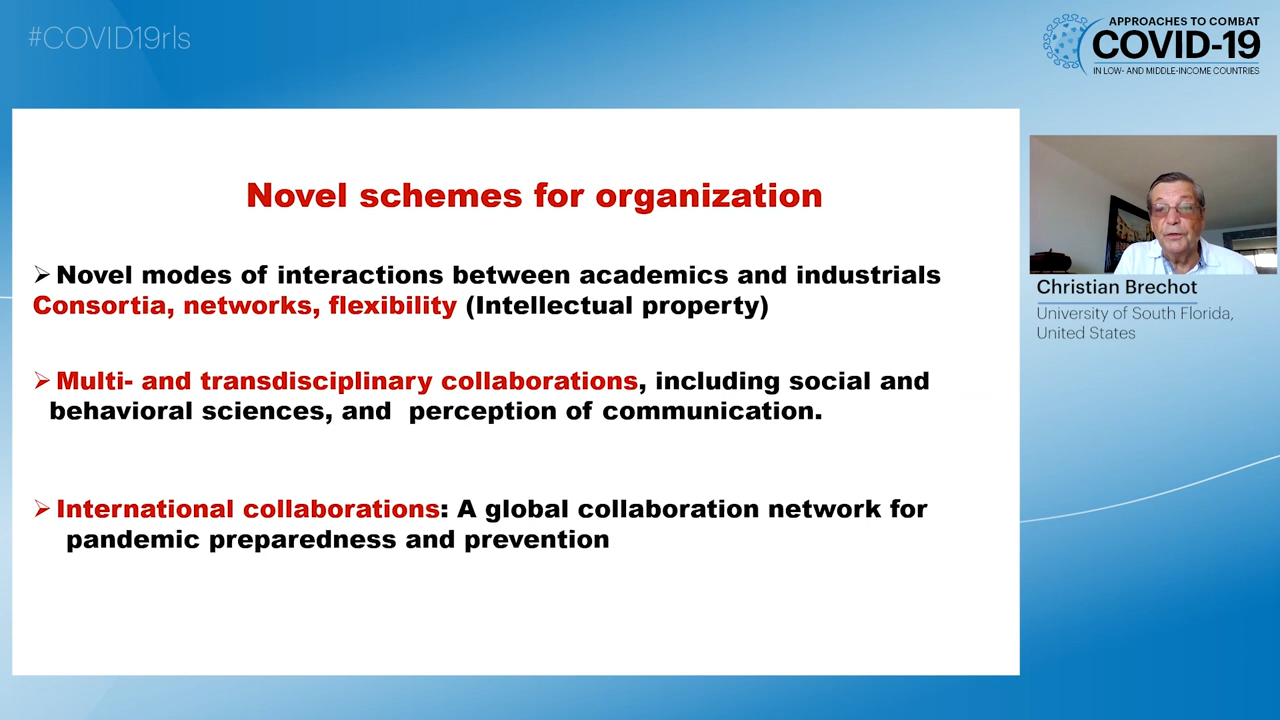 #COVID19rls
APPROACHES TO COMBAT
COVID-19
IN LOW- AND MIDDLE-INCOME COUNTRIES
Novel schemes for organization
➢ Novel modes of interactions between academics and industrials
Consortia, networks, flexibility (Intellectual property)
➢ Multi- and transdisciplinary collaborations, including social and
behavioral sciences, and perception of communication.
➢ International collaborations: A global collaboration network for
pandemic preparedness and prevention
Christian Brechot
University of South Florida,
United States